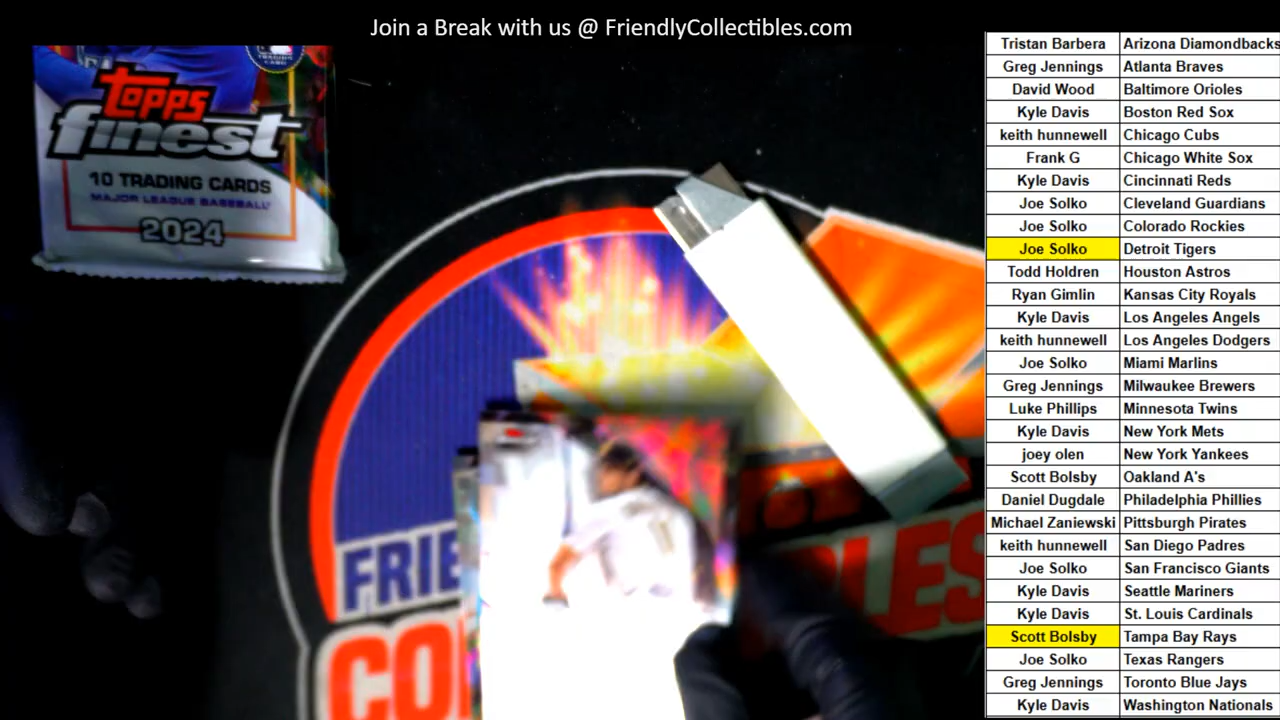 Join a Break with us @ FriendlyCollectibles.com
topps
finest
10 TRADING CARDS
MAJOR LEAGUE BASEBALL
2024
FRIE
COL
LES
Tristan Barbera Arizona Diamondbacks
Greg Jennings Atlanta Braves
David Wood Baltimore Orioles
Kyle Davis Boston Red Sox
keith hunnewell Chicago Cubs
Frank G Chicago White Sox
Kyle Davis Cincinnati Reds
Joe Solko Cleveland Guardians
Joe Solko Colorado Rockies
Joe Solko Detroit Tigers
Todd Holdren Houston Astros
Ryan Gimlin Kansas City Royals
Kyle Davis Los Angeles Angels
keith hunnewell Los Angeles Dodgers
Joe Solko Miami Marlins
Greg Jennings Milwaukee Brewers
Luke Phillips Minnesota Twins
Kyle Davis New York Mets
joey olen New York Yankees
Scott Bolsby Oakland A's
Daniel Dugdale Philadelphia Phillies
Michael Zaniewski Pittsburgh Pirates
keith hunnewell San Diego Padres
Joe Solko San Francisco Giants
Kyle Davis Seattle Mariners
Kyle Davis St. Louis Cardinals
Scott Bolsby Tampa Bay Rays
Joe Solko Texas Rangers
Greg Jennings Toronto Blue Jays
Kyle Davis Washington Nationals